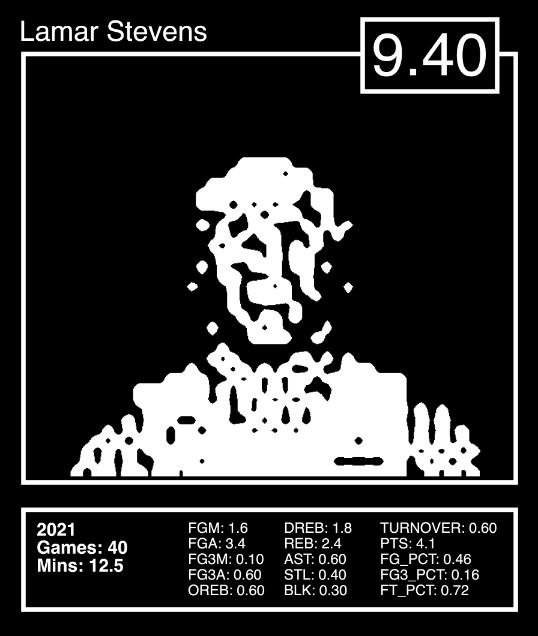 Lamar Stevens
9.40
2021
Games: 40
Mins: 12.5
FGM: 1.6
FGA: 3.4
FG3M: 0.10
FG3A: 0.60
OREB: 0.60
DREB: 1.8
REB: 2.4
AST: 0.60
STL: 0.40
BLK: 0.30
TURNOVER: 0.60
PTS: 4.1
FG_PCT: 0.46
FG3_PCT: 0.16
FT_PCT: 0.72